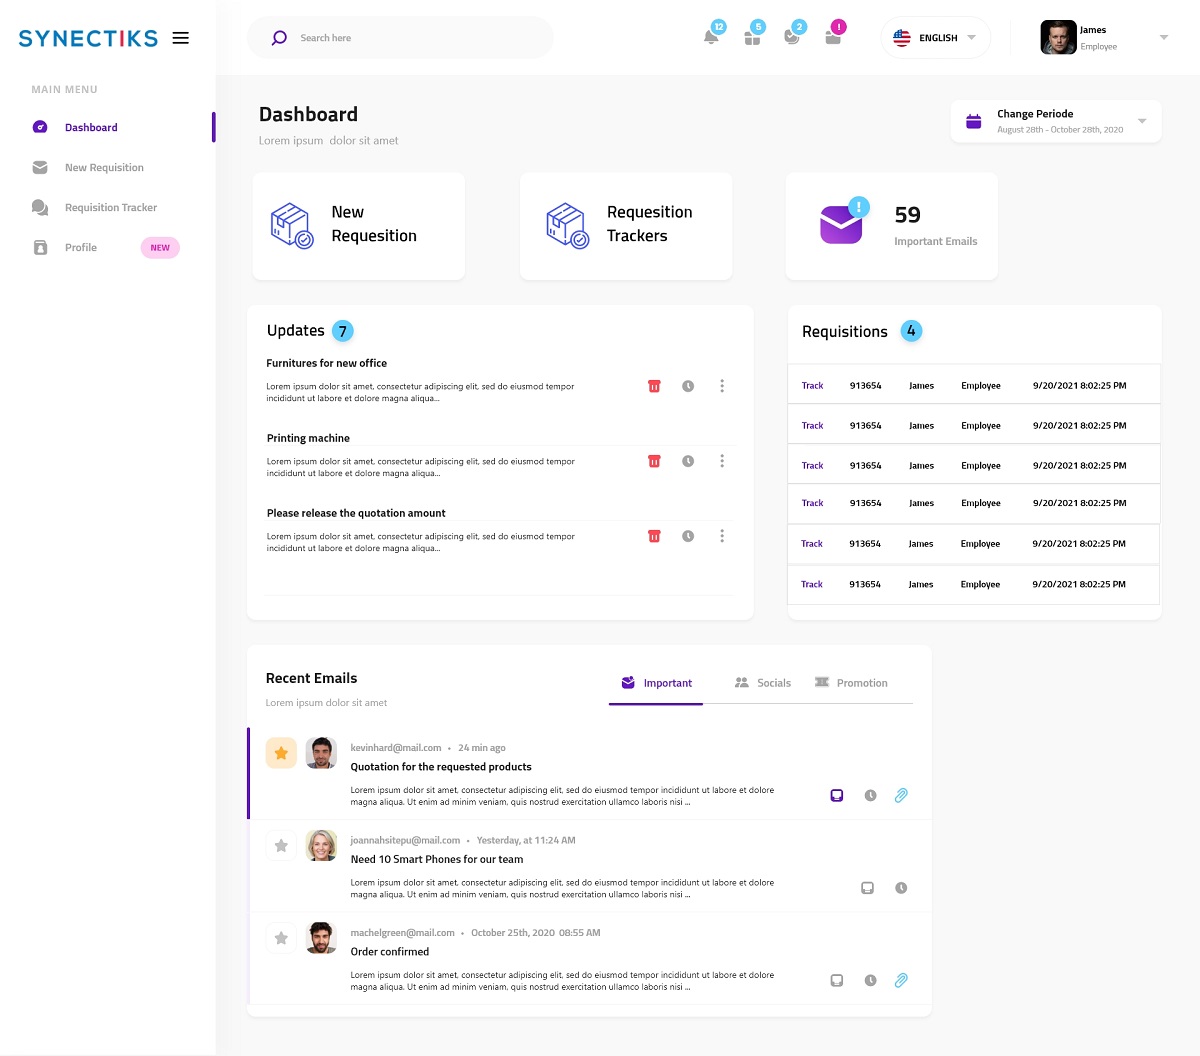 SYNECTIKS
Search here
12
5
2
!
ENGLISH
James
Employee
MAIN MENU
Dashboard
New Requisition
Requisition Tracker
Profile
NEW
Dashboard
Lorem ipsum dolor sit amet
Change Periode
August 28th - October 28th, 2020
New
Requesition
Requesition
Trackers
!
59
Important Emails
Updates 7
Furnitures for new office
Lorem ipsum dolor sit amet, consectetur adipiscing elit, sed do eiusmod tempor
incididunt ut labore et dolore magna aliqua...
Printing machine
Lorem ipsum dolor sit amet, consectetur adipiscing elit, sed do eiusmod tempor
incididunt ut labore et dolore magna aliqua...
Please release the quotation amount
Lorem ipsum dolor sit amet, consectetur adipiscing elit, sed do eiusmod tempor
incididunt ut labore et dolore magna aliqua...
Requisitions 4
Track 913654 James Employee 9/20/2021 8:02:25 PM
Track 913654 James Employee 9/20/2021 8:02:25 PM
Track 913654 James Employee 9/20/2021 8:02:25 PM
Track 913654 James Employee 9/20/2021 8:02:25 PM
Track 913654 James Employee 9/20/2021 8:02:25 PM
Track 913654 James Employee 9/20/2021 8:02:25 PM
Recent Emails
Lorem ipsum dolor sit amet
Important
Socials
Promotion
kevinhard@mail.com • 24 min ago
Quotation for the requested products
Lorem ipsum dolor sit amet, consectetur adipiscing elit, sed do eiusmod tempor incididunt ut labore et dolore
magna aliqua. Ut enim ad minim veniam, quis nostrud exercitation ullamco laboris nisi ...
joannahsitepu@mail.com • Yesterday, at 11:24 AM
Need 10 Smart Phones for our team
Lorem ipsum dolor sit amet, consectetur adipiscing elit, sed do eiusmod tempor incididunt ut labore et dolore
magna aliqua. Ut enim ad minim veniam, quis nostrud exercitation ullamco laboris nisi ...
machelgreen@mail.com • October 25th, 2020 08:55 AM
Order confirmed
Lorem ipsum dolor sit amet, consectetur adipiscing elit, sed do eiusmod tempor incididunt ut labore et dolore
magna aliqua. Ut enim ad minim veniam, quis nostrud exercitation ullamco laboris nisi ...